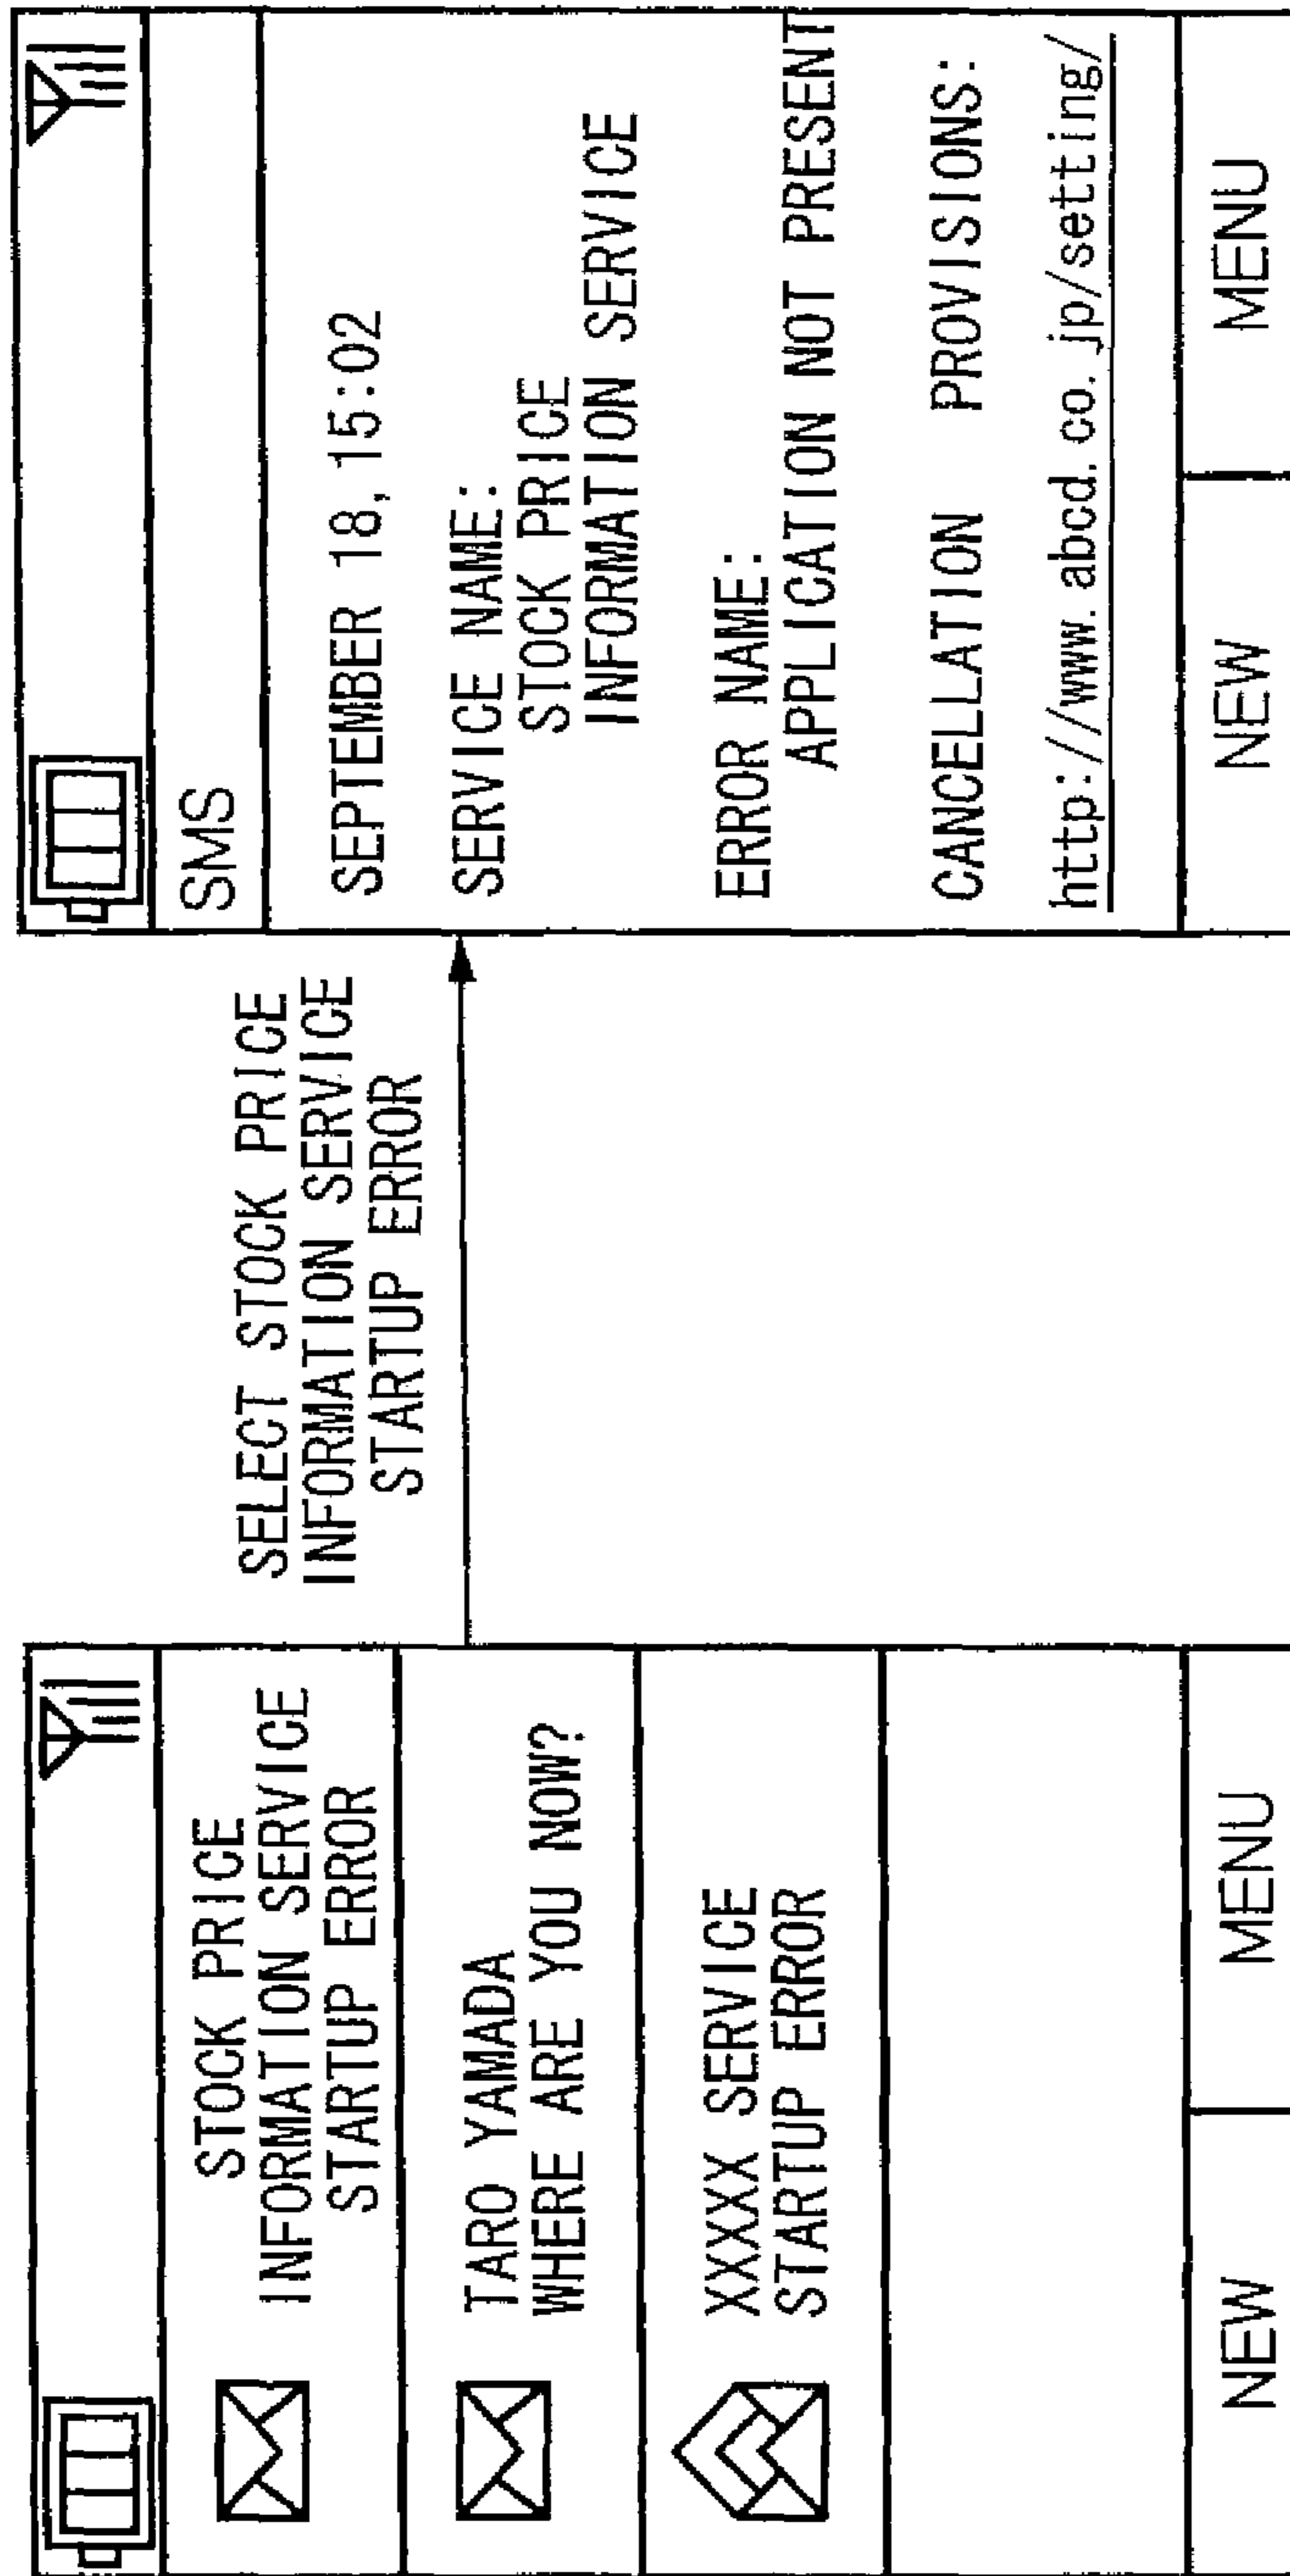 STOCK PRICE
INFORMATION SERVICE
STARTUP ERROR
TARO YAMADA
WHERE ARE YOU NOW?
XXXXX SERVICE
STARTUP ERROR
NEW MENU
SELECT STOCK PRICE
INFORMATION SERVICE
STARTUP ERROR
SMS
SEPTEMBER 18, 15:02
SERVICE NAME:
STOCK PRICE
INFORMATION SERVICE
ERROR NAME:
APPLICATION NOT PRESENT
CANCELLATION PROVISIONS:
http://www.abcd.co.jp/setting/
NEW MENU